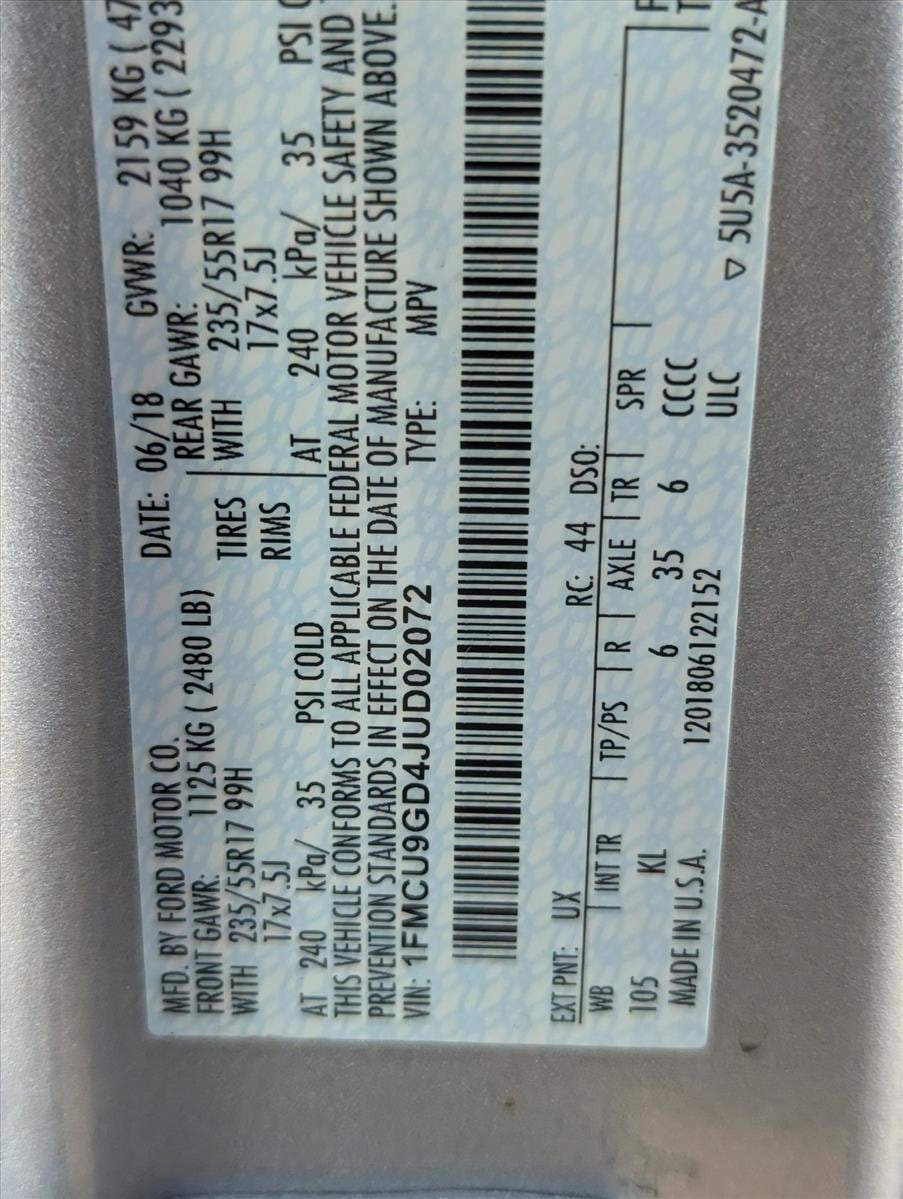 MFD. BY FORD MOTOR CO. DATE: 06/18 GVWR: 2159 KG ( 47
FRONT GAWR: 1125 KG ( 2480 LB) REAR GAWR: 1040 KG ( 2293
WITH 235/55R17 99H TIRES WITH 235/55R17 99H
17x7.5J RIMS 17x7.5J
AT 240 kPa/ 35 PSI COLD AT 240 kPa/ 35 PSI C
THIS VEHICLE CONFORMS TO ALL APPLICABLE FEDERAL MOTOR VEHICLE SAFETY AND
PREVENTION STANDARDS IN EFFECT ON THE DATE OF MANUFACTURE SHOWN ABOVE.
VIN: 1FMCU9GD4JUD02072 TYPE: MPV
EXT PNT: UX RC: 44 DSO:
WB INT TR TP/PS R AXLE TR SPR
105 KL 6 35 6 CCCC
MADE IN U.S.A. 120180612 2152 ULC
▽ 5U5A-3520472-A